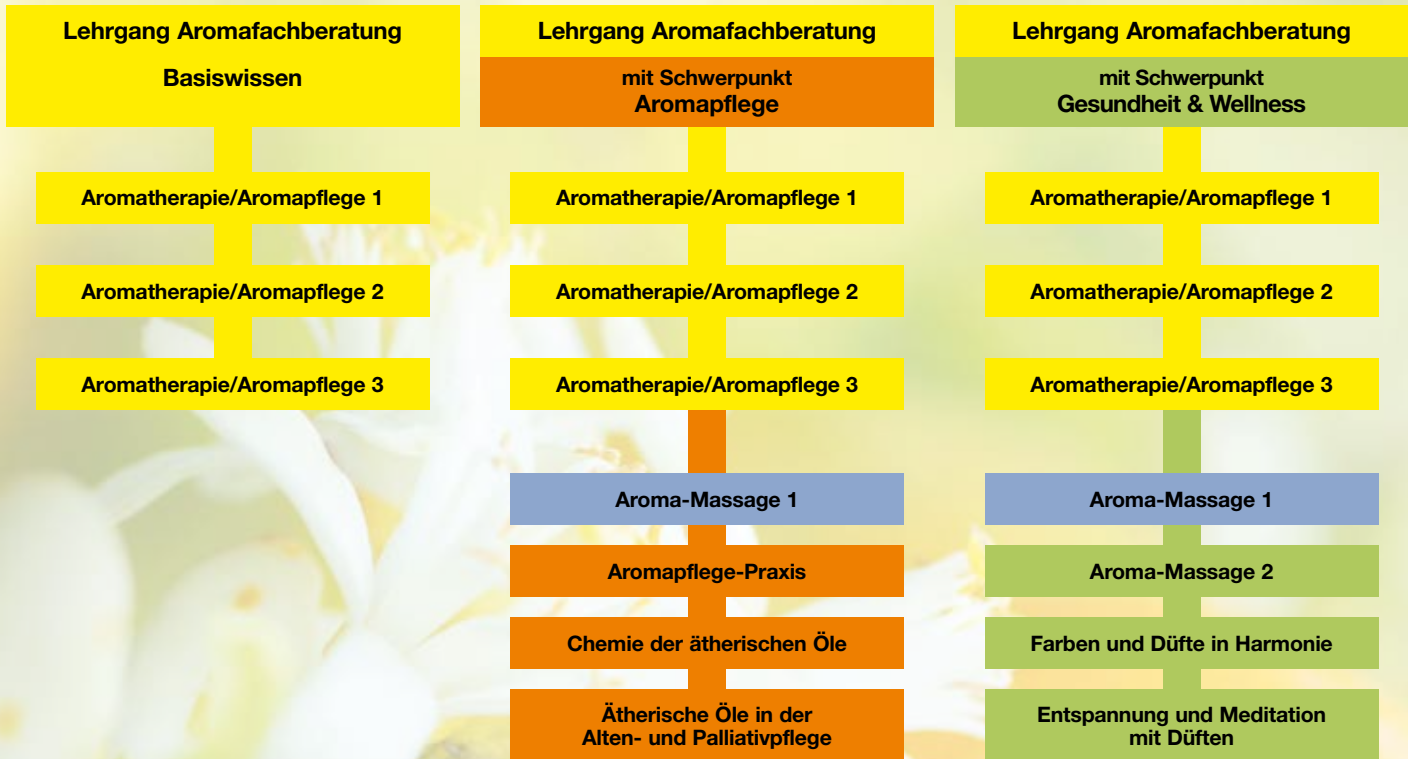 Lehrgang Aromafachberatung
Basiswissen
Aromatherapie/Aromapflege 1
Aromatherapie/Aromapflege 2
Aromatherapie/Aromapflege 3
Lehrgang Aromafachberatung
mit Schwerpunkt
Aromapflege
Aromatherapie/Aromapflege 1
Aromatherapie/Aromapflege 2
Aromatherapie/Aromapflege 3
Aroma-Massage 1
Aromapflege-Praxis
Chemie der ätherischen Öle
Ätherische Öle in der
Alten- und Palliativpflege
Lehrgang Aromafachberatung
mit Schwerpunkt
Gesundheit & Wellness
Aromatherapie/Aromapflege 1
Aromatherapie/Aromapflege 2
Aromatherapie/Aromapflege 3
Aroma-Massage 1
Aroma-Massage 2
Farben und Düfte in Harmonie
Entspannung und Meditation
mit Düften